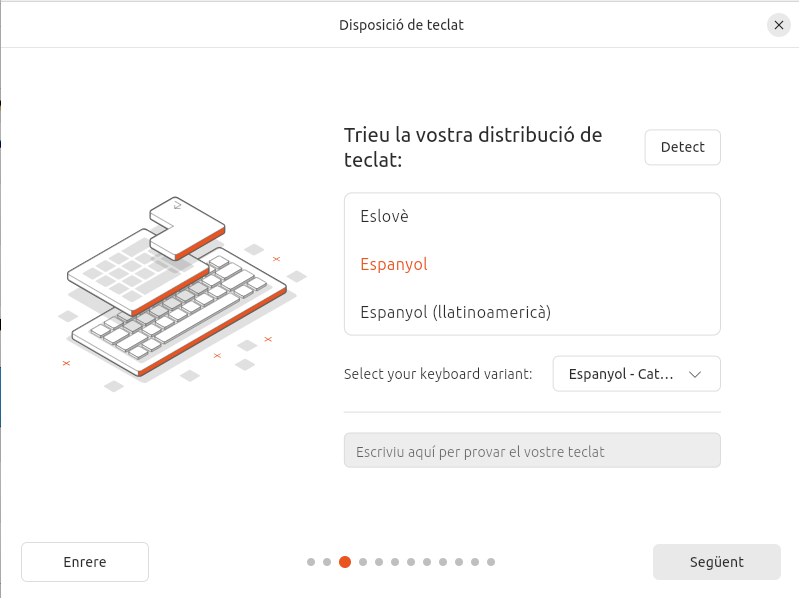 Disposició de teclat
Trieu la vostra distribució de
teclat:
Detect
Eslovè
Espanyol
Espanyol (llatinoamericà)
Select your keyboard variant:
Espanyol - Cat...
Escriviu aquí per provar el vostre teclat
Enrere
Següent